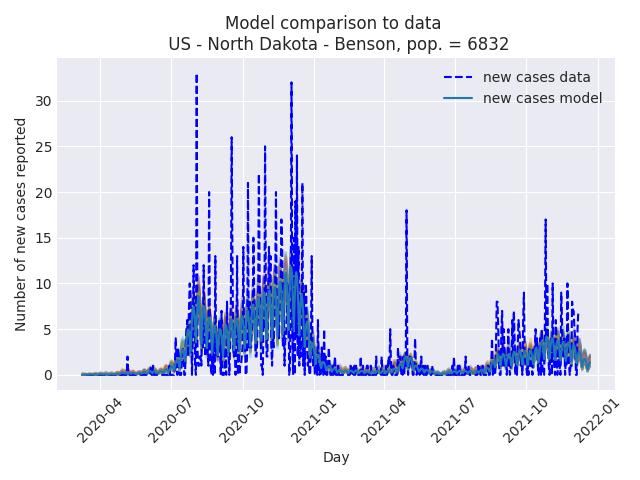 Model comparison to data
US - North Dakota - Benson, pop. = 6832
new cases data
new cases model
Number of new cases reported
30
25
20
15
10
5
0
2020-04
2020-07
2020-10
2021-01
2021-04
2021-07
2021-10
2022-01
Day